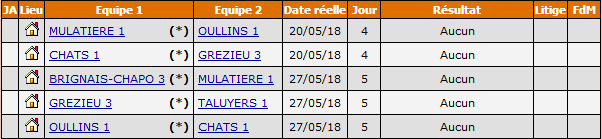 JA Lieu Equipe 1 Equipe 2 Date réelle Jour Résultat Litige FdM
MULATIERE 1 (*) OULLINS 1 20/05/18 4 Aucun
CHATS 1 (*) GREZIEU 3 20/05/18 4 Aucun
BRIGNAIS-CHAPO 3 (*) MULATIERE 1 27/05/18 5 Aucun
GREZIEU 3 (*) TALUYERS 1 27/05/18 5 Aucun
OULLINS 1 (*) CHATS 1 27/05/18 5 Aucun